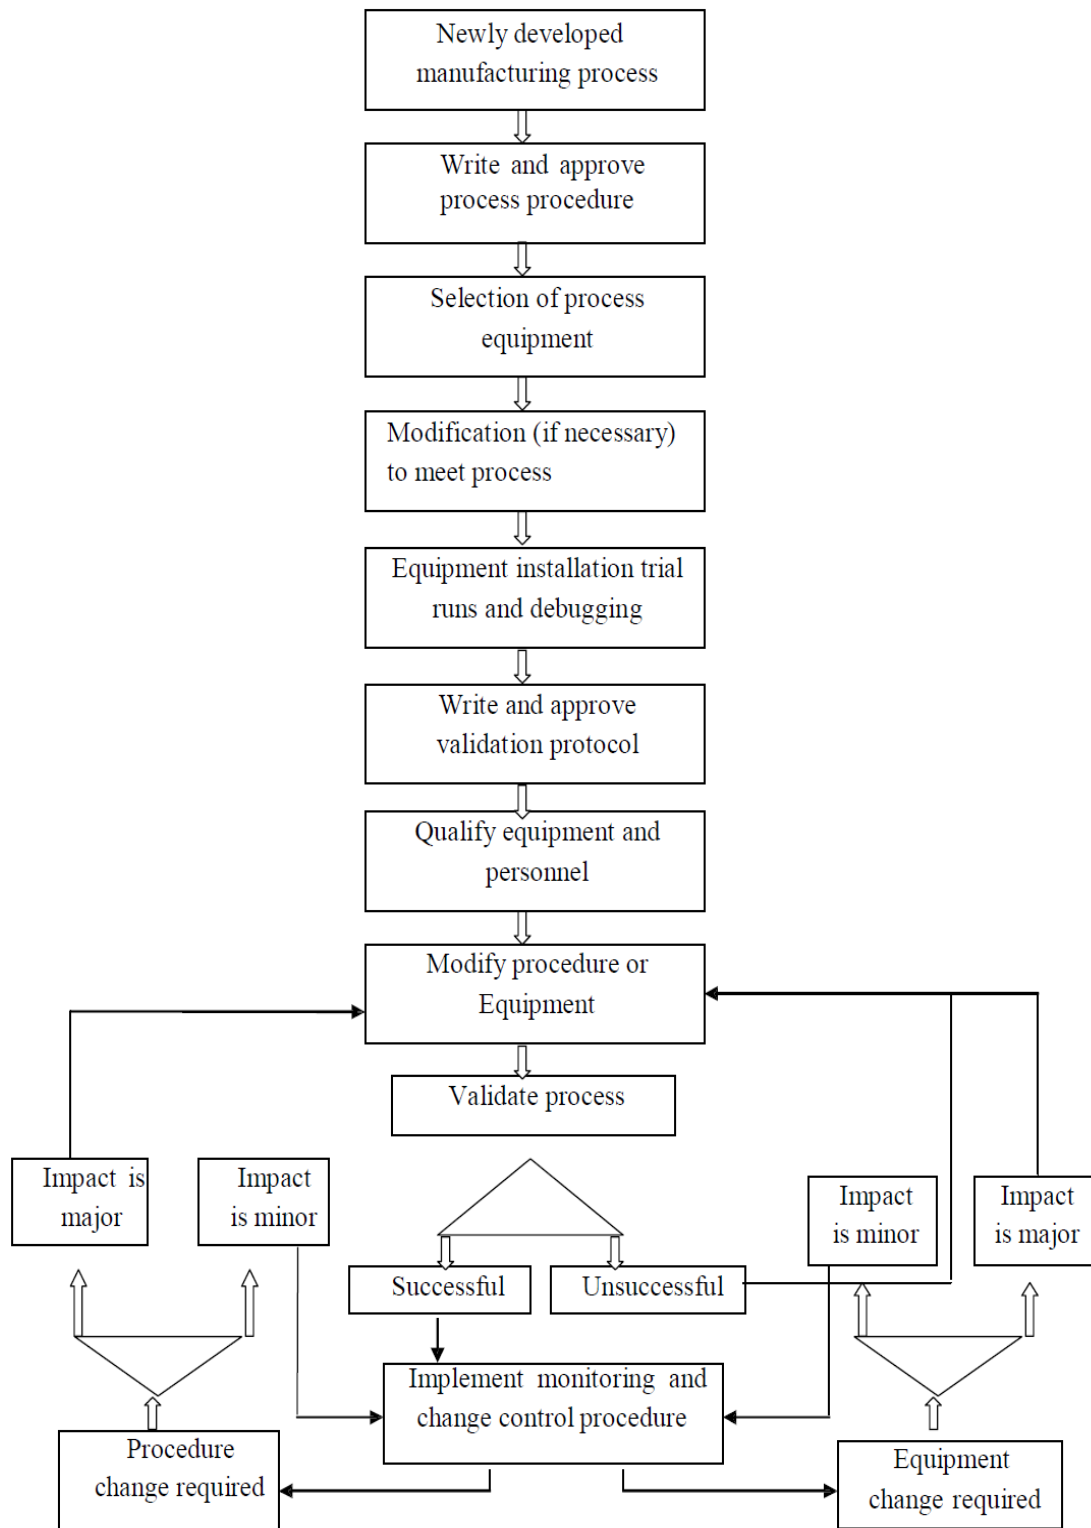 Newly developed
manufacturing process
Write and approve
process procedure
Selection of process
equipment
Modification (if necessary)
to meet process
Equipment installation trial
runs and debugging
Write and approve
validation protocol
Qualify equipment and
personnel
Modify procedure or
Equipment
Validate process
Impact is
major
Impact
is minor
Impact
is minor
Impact
is major
Successful
Unsuccessful
Implement monitoring and
change control procedure
Procedure
change required
Equipment
change required